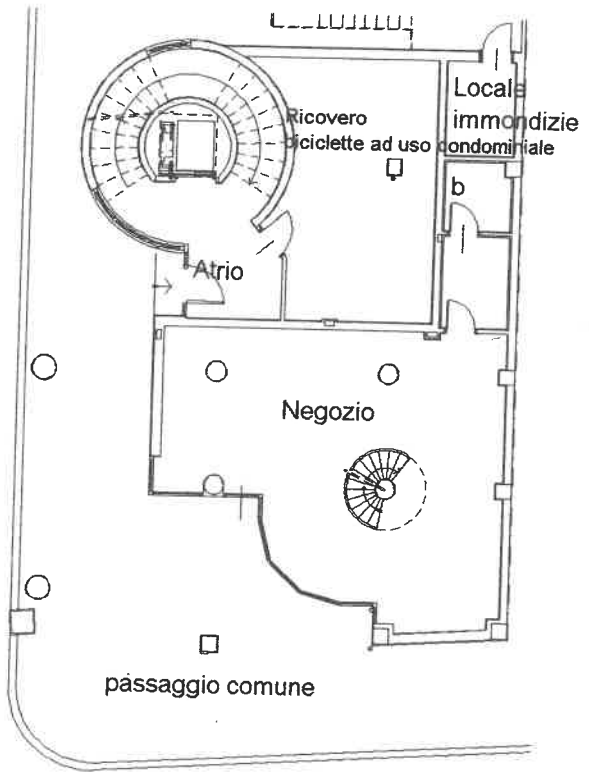 Locale
immondizie
Ricovero
biciclette ad uso condominiale
b
Atrio
Negozio
passaggio comune